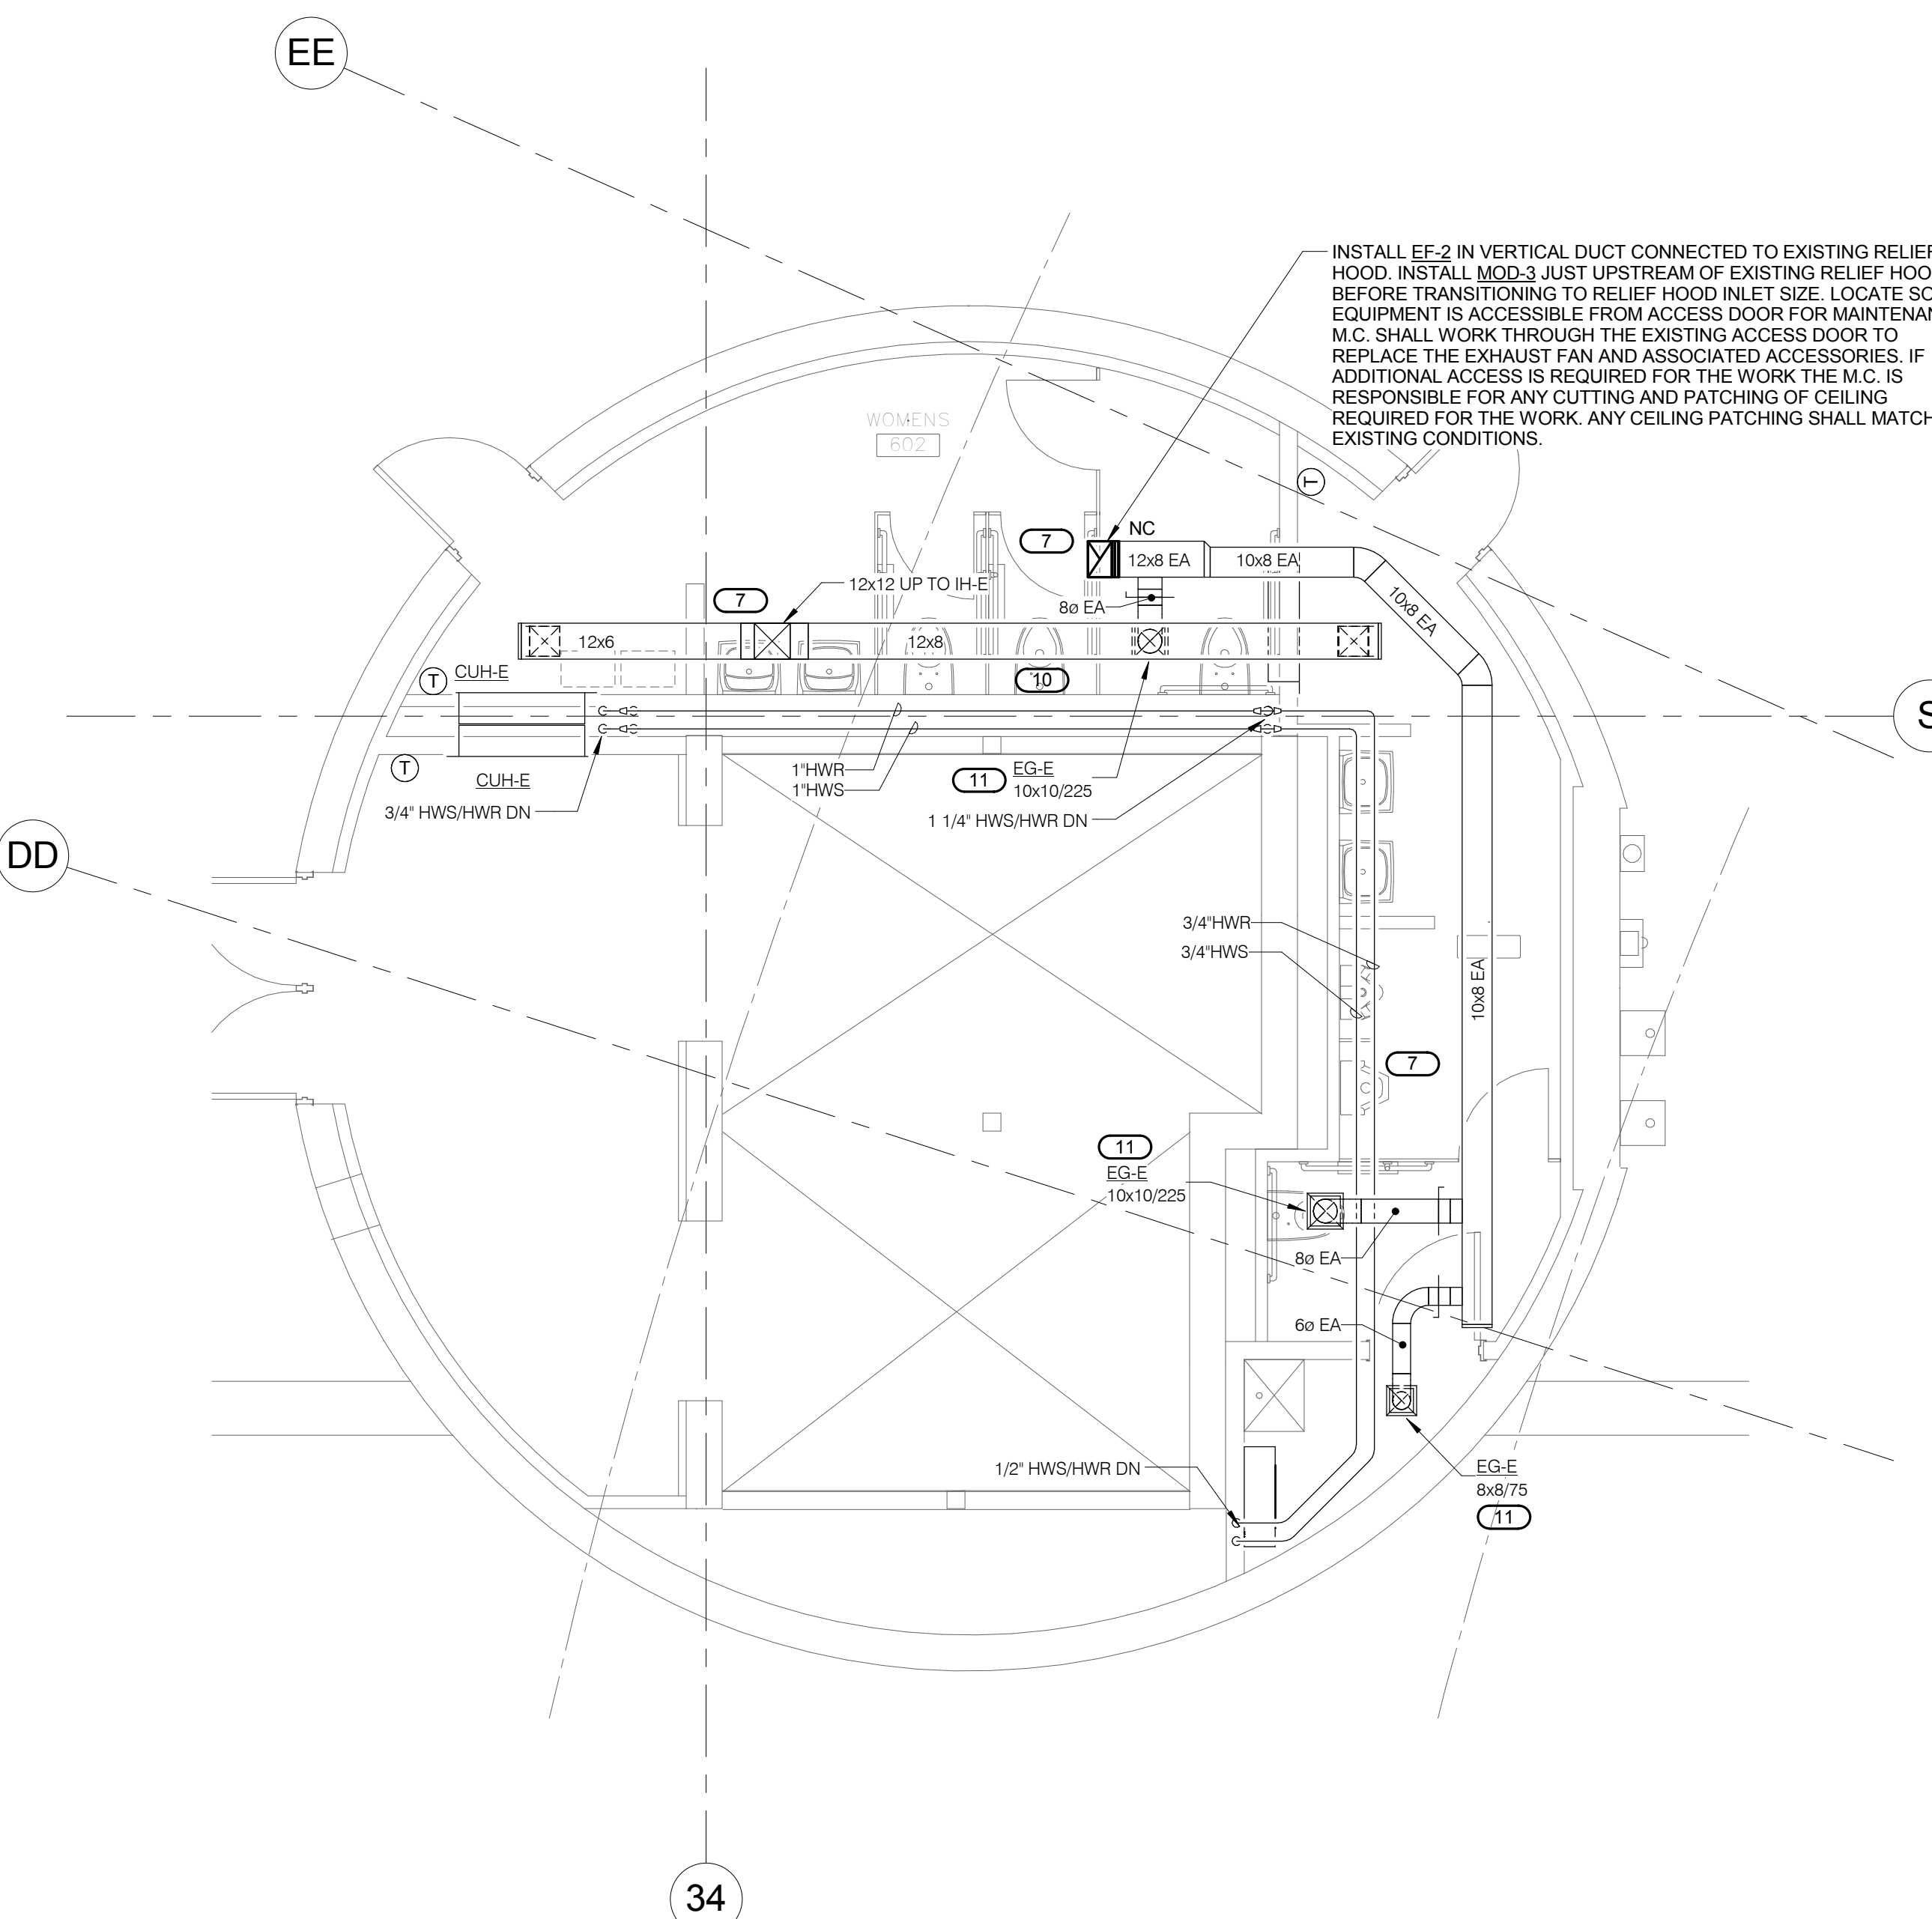 EE
INSTALL EF-2 IN VERTICAL DUCT CONNECTED TO EXISTING
HOOD. INSTALL MOD-3 JUST UPSTREAM OF EXISTING RELIEF
BEFORE TRANSITIONING TO RELIEF HOOD INLET SIZE. LOCATE
EQUIPMENT IS ACCESSIBLE FROM ACCESS DOOR FOR
M.C. SHALL WORK THROUGH THE EXISTING ACCESS DOOR TO
REPLACE THE EXHAUST FAN AND ASSOCIATED ACCESSORIES. IF
ADDITIONAL ACCESS IS REQUIRED FOR THE WORK THE M.C. IS
RESPONSIBLE FOR ANY CUTTING AND PATCHING OF CEILING
REQUIRED FOR THE WORK. ANY CEILING PATCHING SHALL MATCH
EXISTING CONDITIONS.
WOMENS
602
T
7
NC
12x8 EA
10x8 EA
10x8 EA
12x12 UP TO IH-E
7
8ø EA
12x6
12x8
10
T
CUH-E
T
CUH-E
3/4" HWS/HWR DN
1"HWR
1"HWS
11
EG-E
10x10/225
1 1/4" HWS/HWR DN
DD
3/4"HWR
3/4"HWS
10x8 EA
7
11
EG-E
10x10/225
8ø EA
6ø EA
1/2" HWS/HWR DN
EG-E
8x8/75
11
34